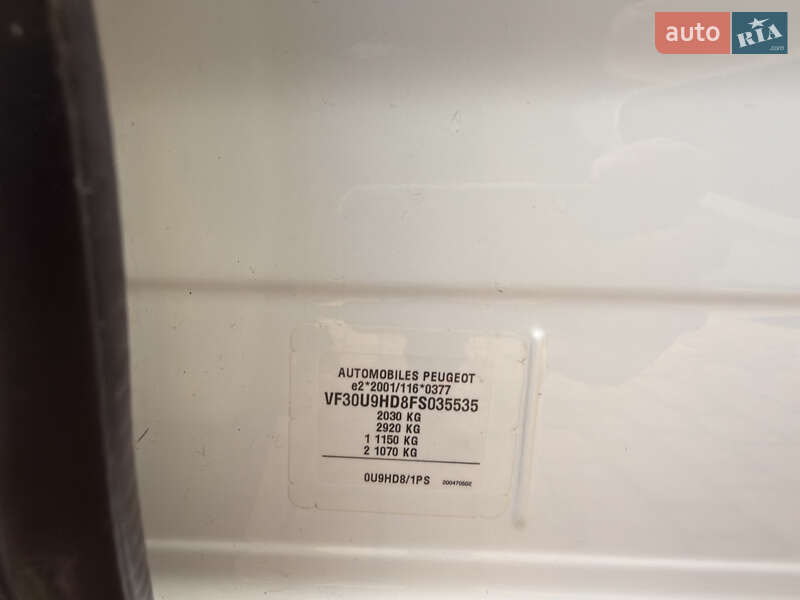 auto RIA .com
AUTOMOBILES PEUGEOT
e2*2001/116*0377
VF30U9HD8FS035535
2030 KG
2920 KG
1 1150 KG
2 1070 KG
0U9HD8/1PS